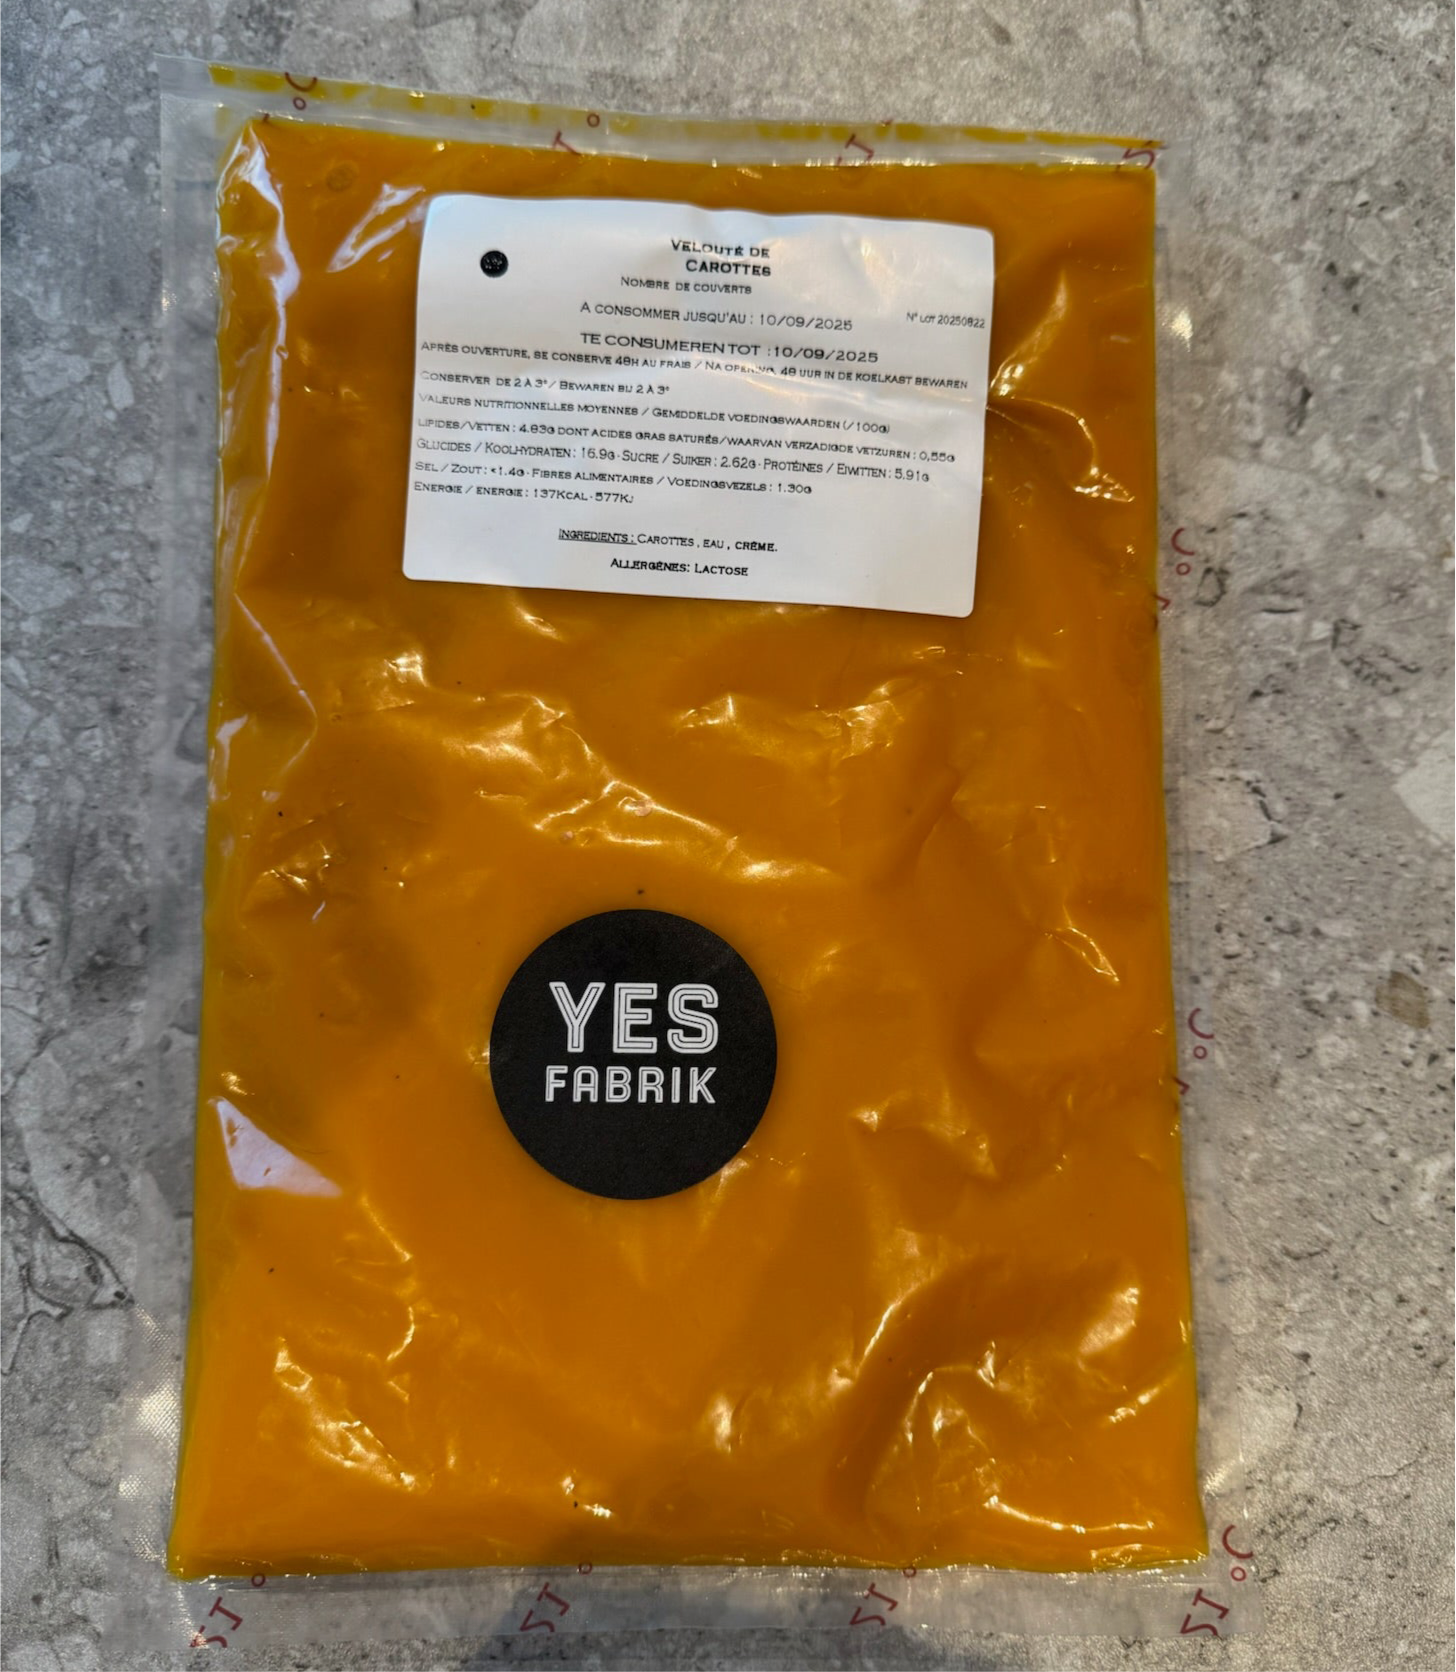 VELOUTÉ DE
CAROTTES
NOMBRE DE COUVERTS
A CONSOMMER JUSQU'AU : 10/09/2025
N° LOT 20250822
TE CONSUMEREN TOT : 10/09/2025
APRÈS OUVERTURE, SE CONSERVE 48H AU FRAIS / NA OPENING, 48 UUR IN DE KOELKAST BEWAREN
CONSERVER DE 2 À 3° / BEWAREN BIJ 2 À 3°
VALEURS NUTRITIONNELLES MOYENNES / GEMIDDELDE VOEDINGSWAARDEN (/100G)
LIPIDES/VETTEN : 4.83G DONT ACIDES GRAS SATURÉS/WAARVAN VERZADIGDE VETZUREN : 0,55G
GLUCIDES / KOOLHYDRATEN : 16.9G - SUCRE / SUIKER : 2.62G - PROTÉINES / EIWITTEN : 5.91G
SEL / ZOUT : <1.4G - FIBRES ALIMENTAIRES / VOEDINGSVEZELS : 1.30G
ENERGIE / ENERGIE : 137KCAL - 577KJ
INGREDIENTS : CAROTTES , EAU , CRÈME.
ALLERGÈNES: LACTOSE
YES
FABRIK